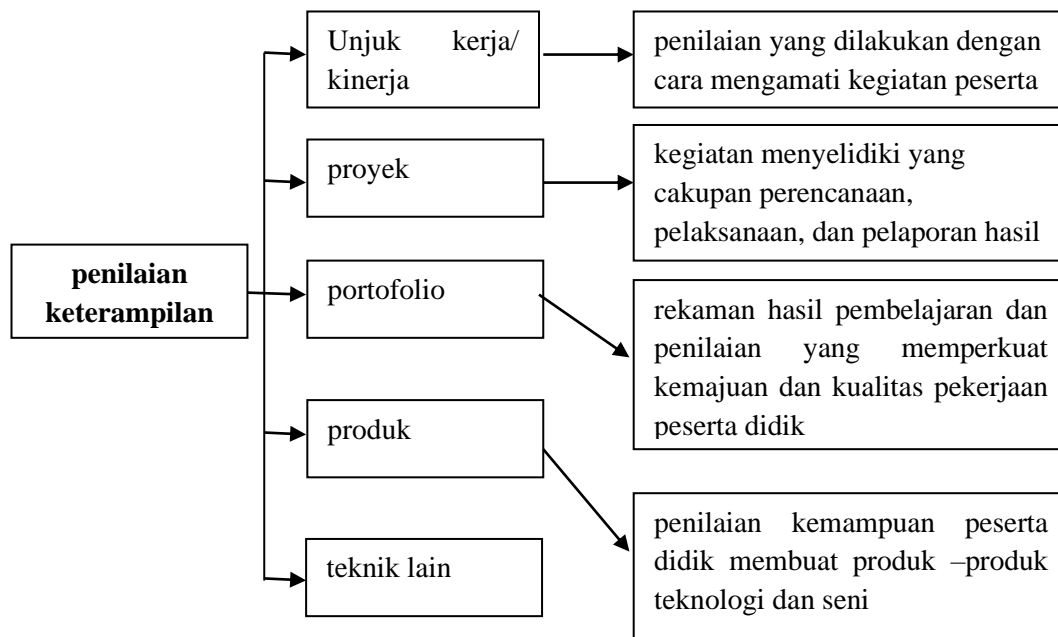 penilaian
keterampilan
Unjuk kerja/
kinerja
penilaian yang dilakukan dengan
cara mengamati kegiatan peserta
proyek
kegiatan menyelidiki yang
cakupan perencanaan,
pelaksanaan, dan pelaporan hasil
portofolio
rekaman hasil pembelajaran dan
penilaian yang memperkuat
kemajuan dan kualitas pekerjaan
peserta didik
produk
penilaian kemampuan peserta
didik membuat produk –produk
teknologi dan seni
teknik lain